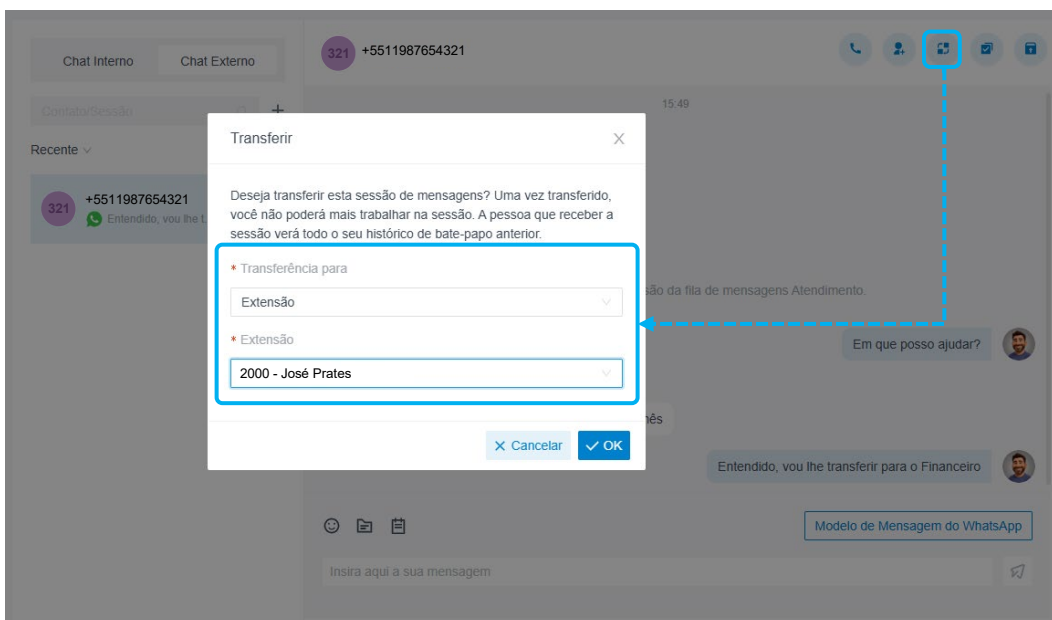 Chat Interno
Chat Externo
321
+5511987654321
Contato/Sessão
15:49
Recente
321
+5511987654321
Entendido, vou lhe t
Transferir
Deseja transferir esta sessão de mensagens? Uma vez transferido,
você não poderá mais trabalhar na sessão. A pessoa que receber a
sessão verá todo o seu histórico de bate-papo anterior.
* Transferência para
Extensão
* Extensão
2000 - José Prates
Cancelar
OK
são da fila de mensagens Atendimento.
Em que posso ajudar?
mês
Entendido, vou lhe transferir para o Financeiro
Modelo de Mensagem do WhatsApp
Insira aqui a sua mensagem